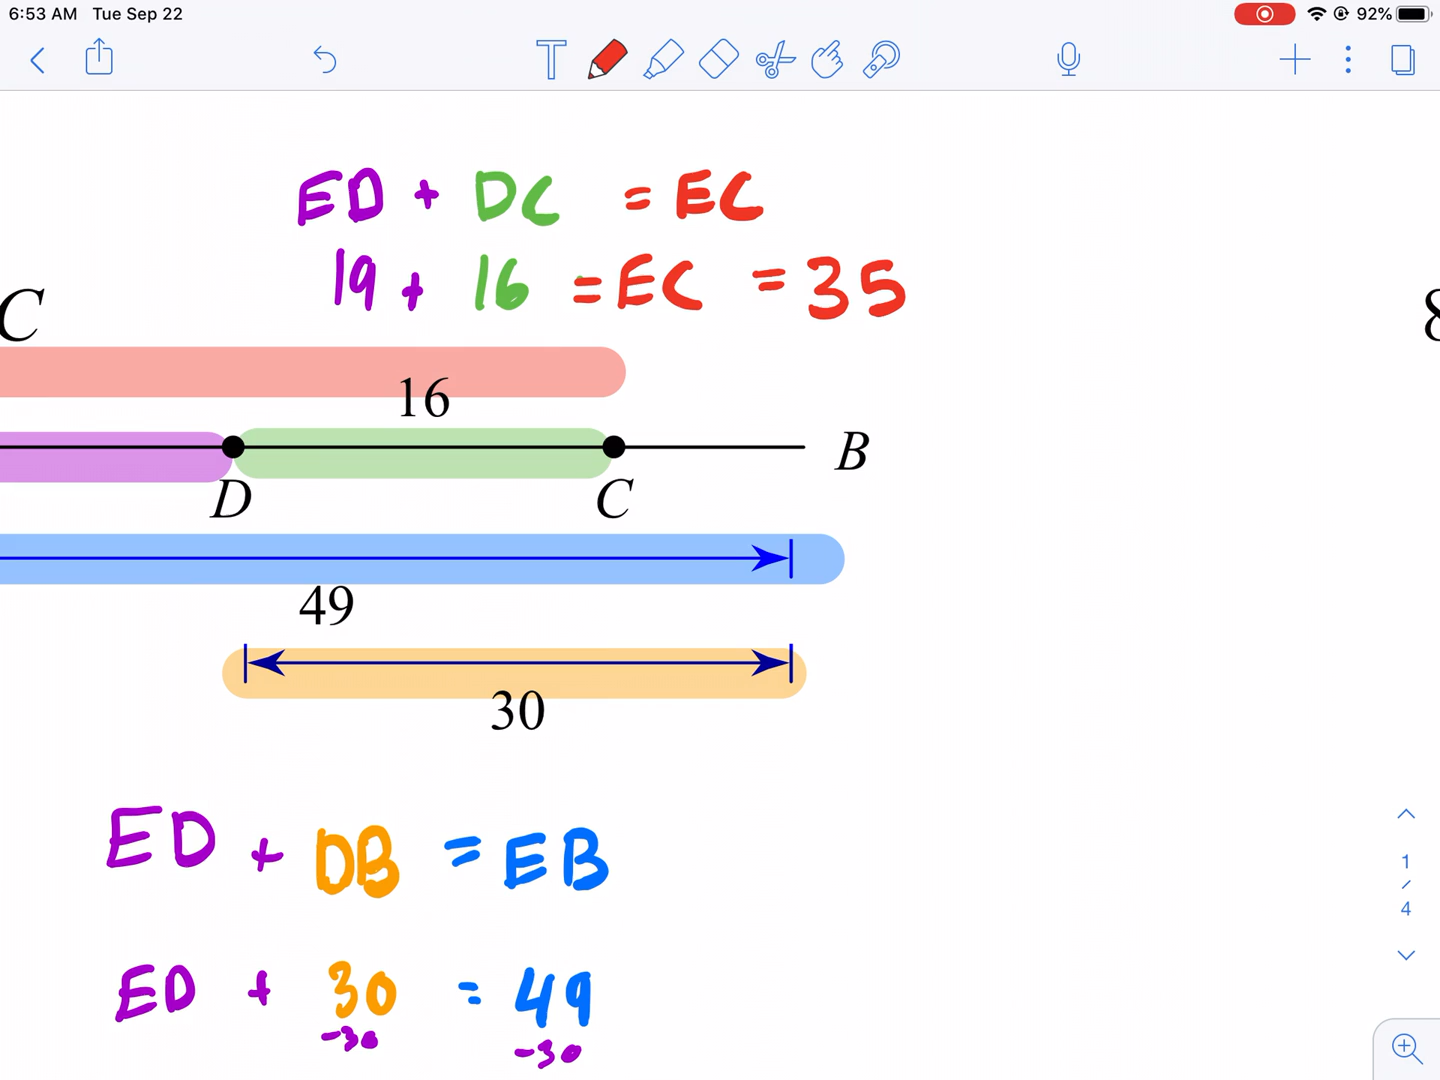 6:53 AM Tue Sep 22
92%
T
ED + DC = EC
19 + 16 = EC = 35
C
8
16
B
D
C
49
30
ED + DB = EB
1
/
4
ED + 30 = 49
-30 -30